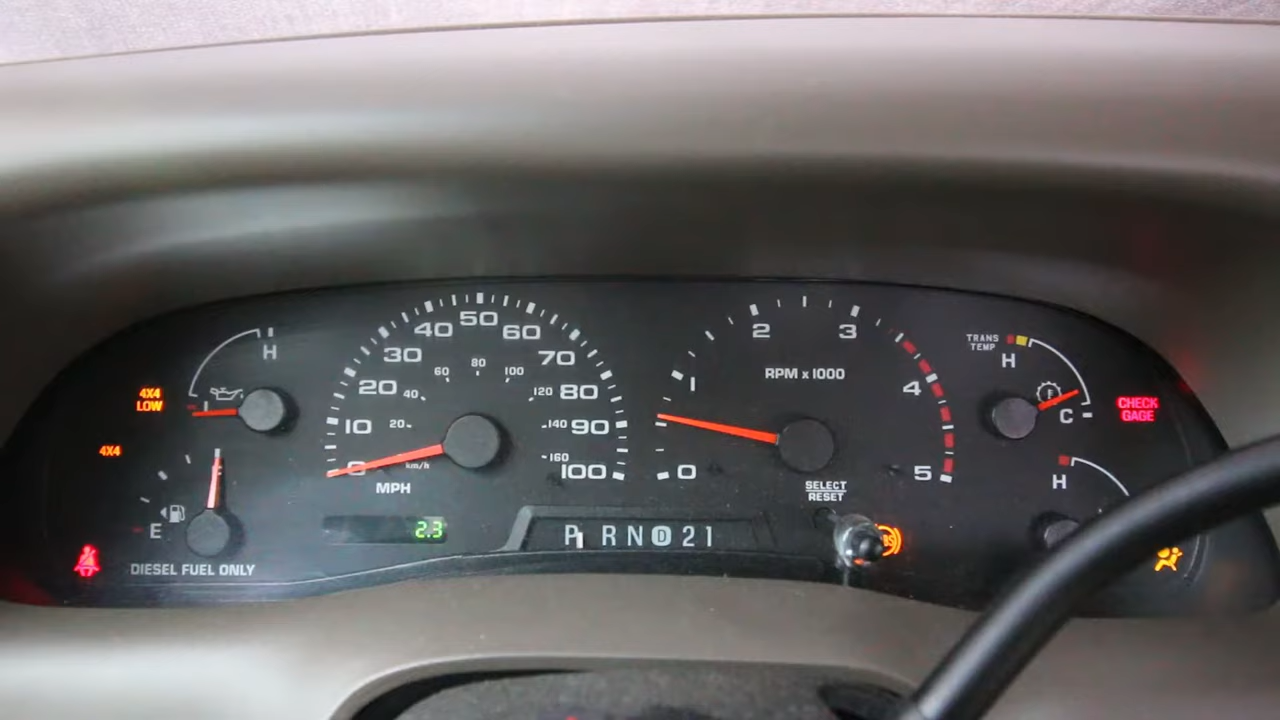 H
4X4
LOW
4X4
E
DIESEL FUEL ONLY
0
10
20
30
40
50
60
70
80
90
100
20
40
60
80
100
120
140
160
km/h
MPH
2.3
P R N D 2 1
0
1
2
3
4
5
RPM x 1000
SELECT
RESET
TRANS
TEMP
H
F
C
CHECK
GAGE
H